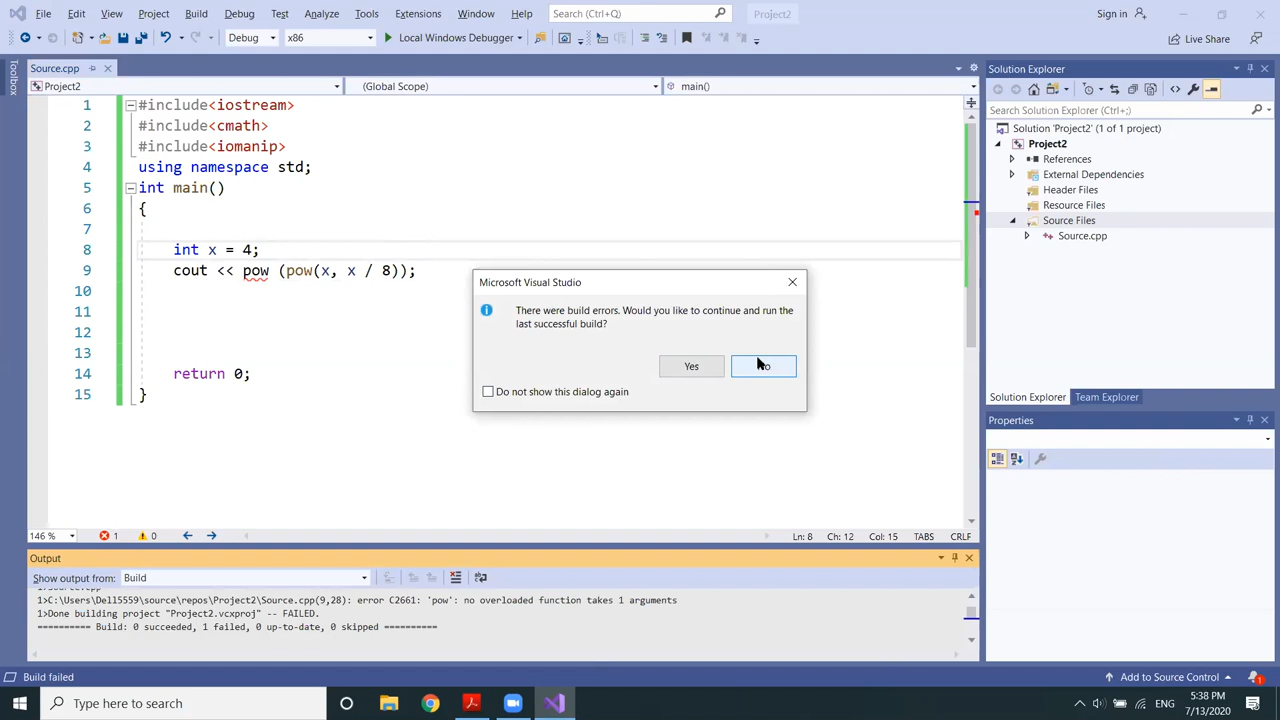 File Edit View Project Build Debug Test Analyze Tools Extensions Window Help Search (Ctrl+Q) Project2 Sign in
Debug x86 Local Windows Debugger Live Share
Toolbox
Source.cpp
Project2 (Global Scope) main()
1 #include<iostream>
2 #include<cmath>
3 #include<iomanip>
4 using namespace std;
5 int main()
6 {
7
8 int x = 4;
9 cout << pow (pow(x, x / 8));
10
11
12
13
14 return 0;
15 }
Microsoft Visual Studio
There were build errors. Would you like to continue and run the
last successful build?
Yes
Do not show this dialog again
146 % 1 0 Ln: 8 Ch: 12 Col: 15 TABS CRLF
Solution Explorer
Search Solution Explorer (Ctrl+;)
Solution 'Project2' (1 of 1 project)
Project2
References
External Dependencies
Header Files
Resource Files
Source Files
Source.cpp
Solution Explorer Team Explorer
Properties
Output
Show output from: Build
1>C:\Users\Dell5559\source\repos\Project2\Source.cpp(9,28): error C2661: 'pow': no overloaded function takes 1 arguments
1>Done building project "Project2.vcxproj" -- FAILED.
========== Build: 0 succeeded, 1 failed, 0 up-to-date, 0 skipped ==========
Build failed Add to Source Control 1
Type here to search
ENG
5:38 PM
7/13/2020